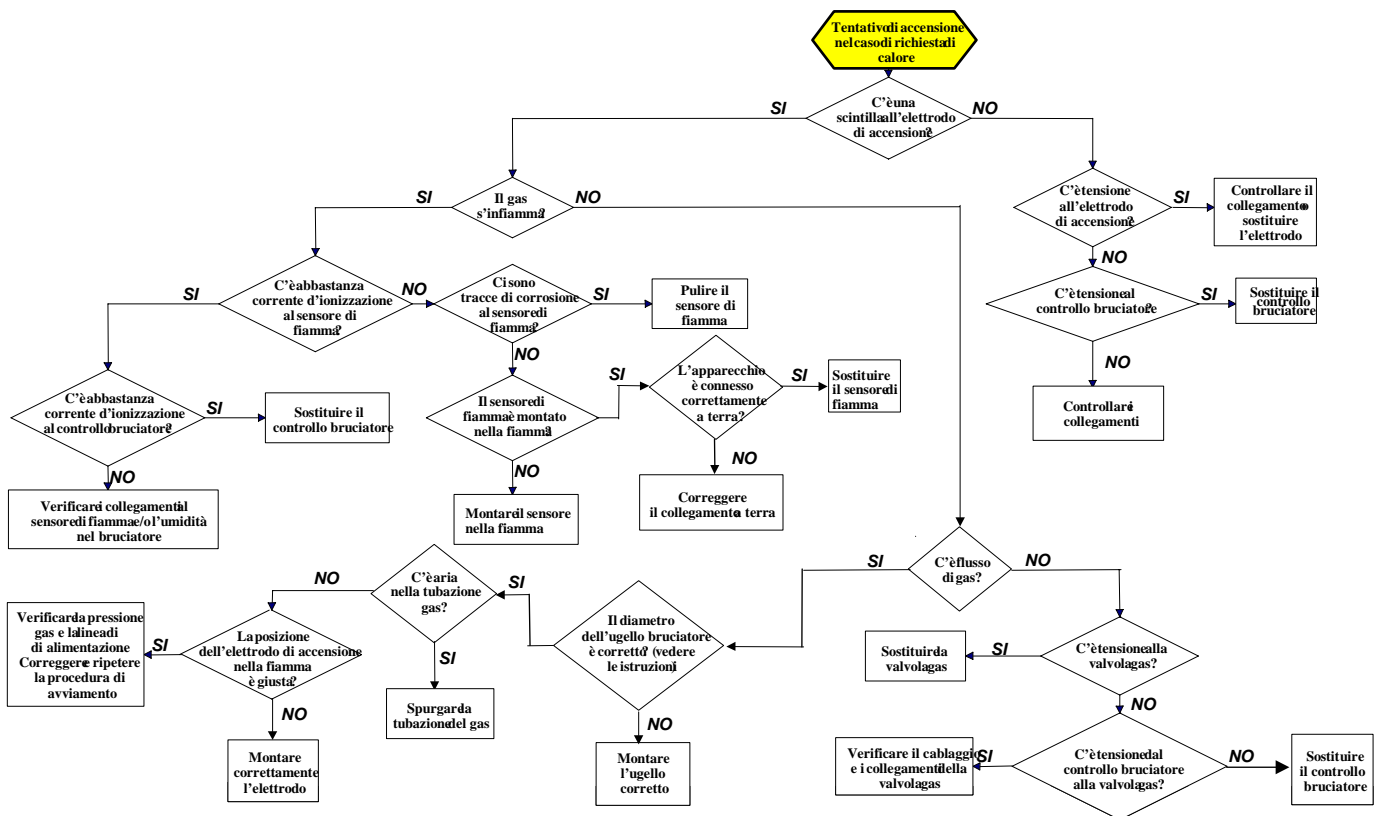 Tentativo di accensione
nel caso di richiesta di
calore
SI
C'è una
scintilla all'elettrodo
di accensione?
NO
SI
Il gas
s'infiamma?
NO
C'è tensione
all'elettrodo
di accensione?
SI
Controllare il
collegamento o
sostituire
l'elettrodo
NO
SI
C'è abbastanza
corrente d'ionizzazione
al sensore di
fiamma?
NO
Ci sono
tracce di corrosione
al sensore di
fiamma?
SI
Pulire il
sensore di
fiamma
C'è tensione al
controllo bruciatore?
SI
Sostituire il
controllo
bruciatore
NO
NO
C'è abbastanza
corrente d'ionizzazione
al controllo bruciatore?
SI
Sostituire il
controllo bruciatore
Il sensore di
fiamma è montato
nella fiamma?
SI
L'apparecchio
è connesso
correttamente
a terra?
SI
Sostituire
il sensore di
fiamma
Controllare i
collegamenti
NO
NO
NO
Verificare i collegamenti al
sensore di fiamma e/o l'umidità
nel bruciatore
Montare il sensore
nella fiamma
Correggere
il collegamento a terra
SI
C'è flusso
di gas?
NO
NO
C'è aria
nella tubazione
gas?
SI
Il diametro
dell'ugello bruciatore
è corretto? (vedere
le istruzioni)
Verificare la pressione
gas e la linea di
di alimentazione
Correggere e ripetere
la procedura di
avviamento
SI
La posizione
dell'elettrodo di accensione
nella fiamma
è giusta?
SI
Sostituire la
valvola gas
SI
C'è tensione alla
valvola gas?
Spurgare la
tubazione del gas
NO
NO
NO
Montare
correttamente
l'elettrodo
Montare
l'ugello
corretto
Verificare il cablaggio
e i collegamenti della
valvola gas
SI
C'è tensione dal
controllo bruciatore
alla valvola gas?
NO
Sostituire
il controllo
bruciatore